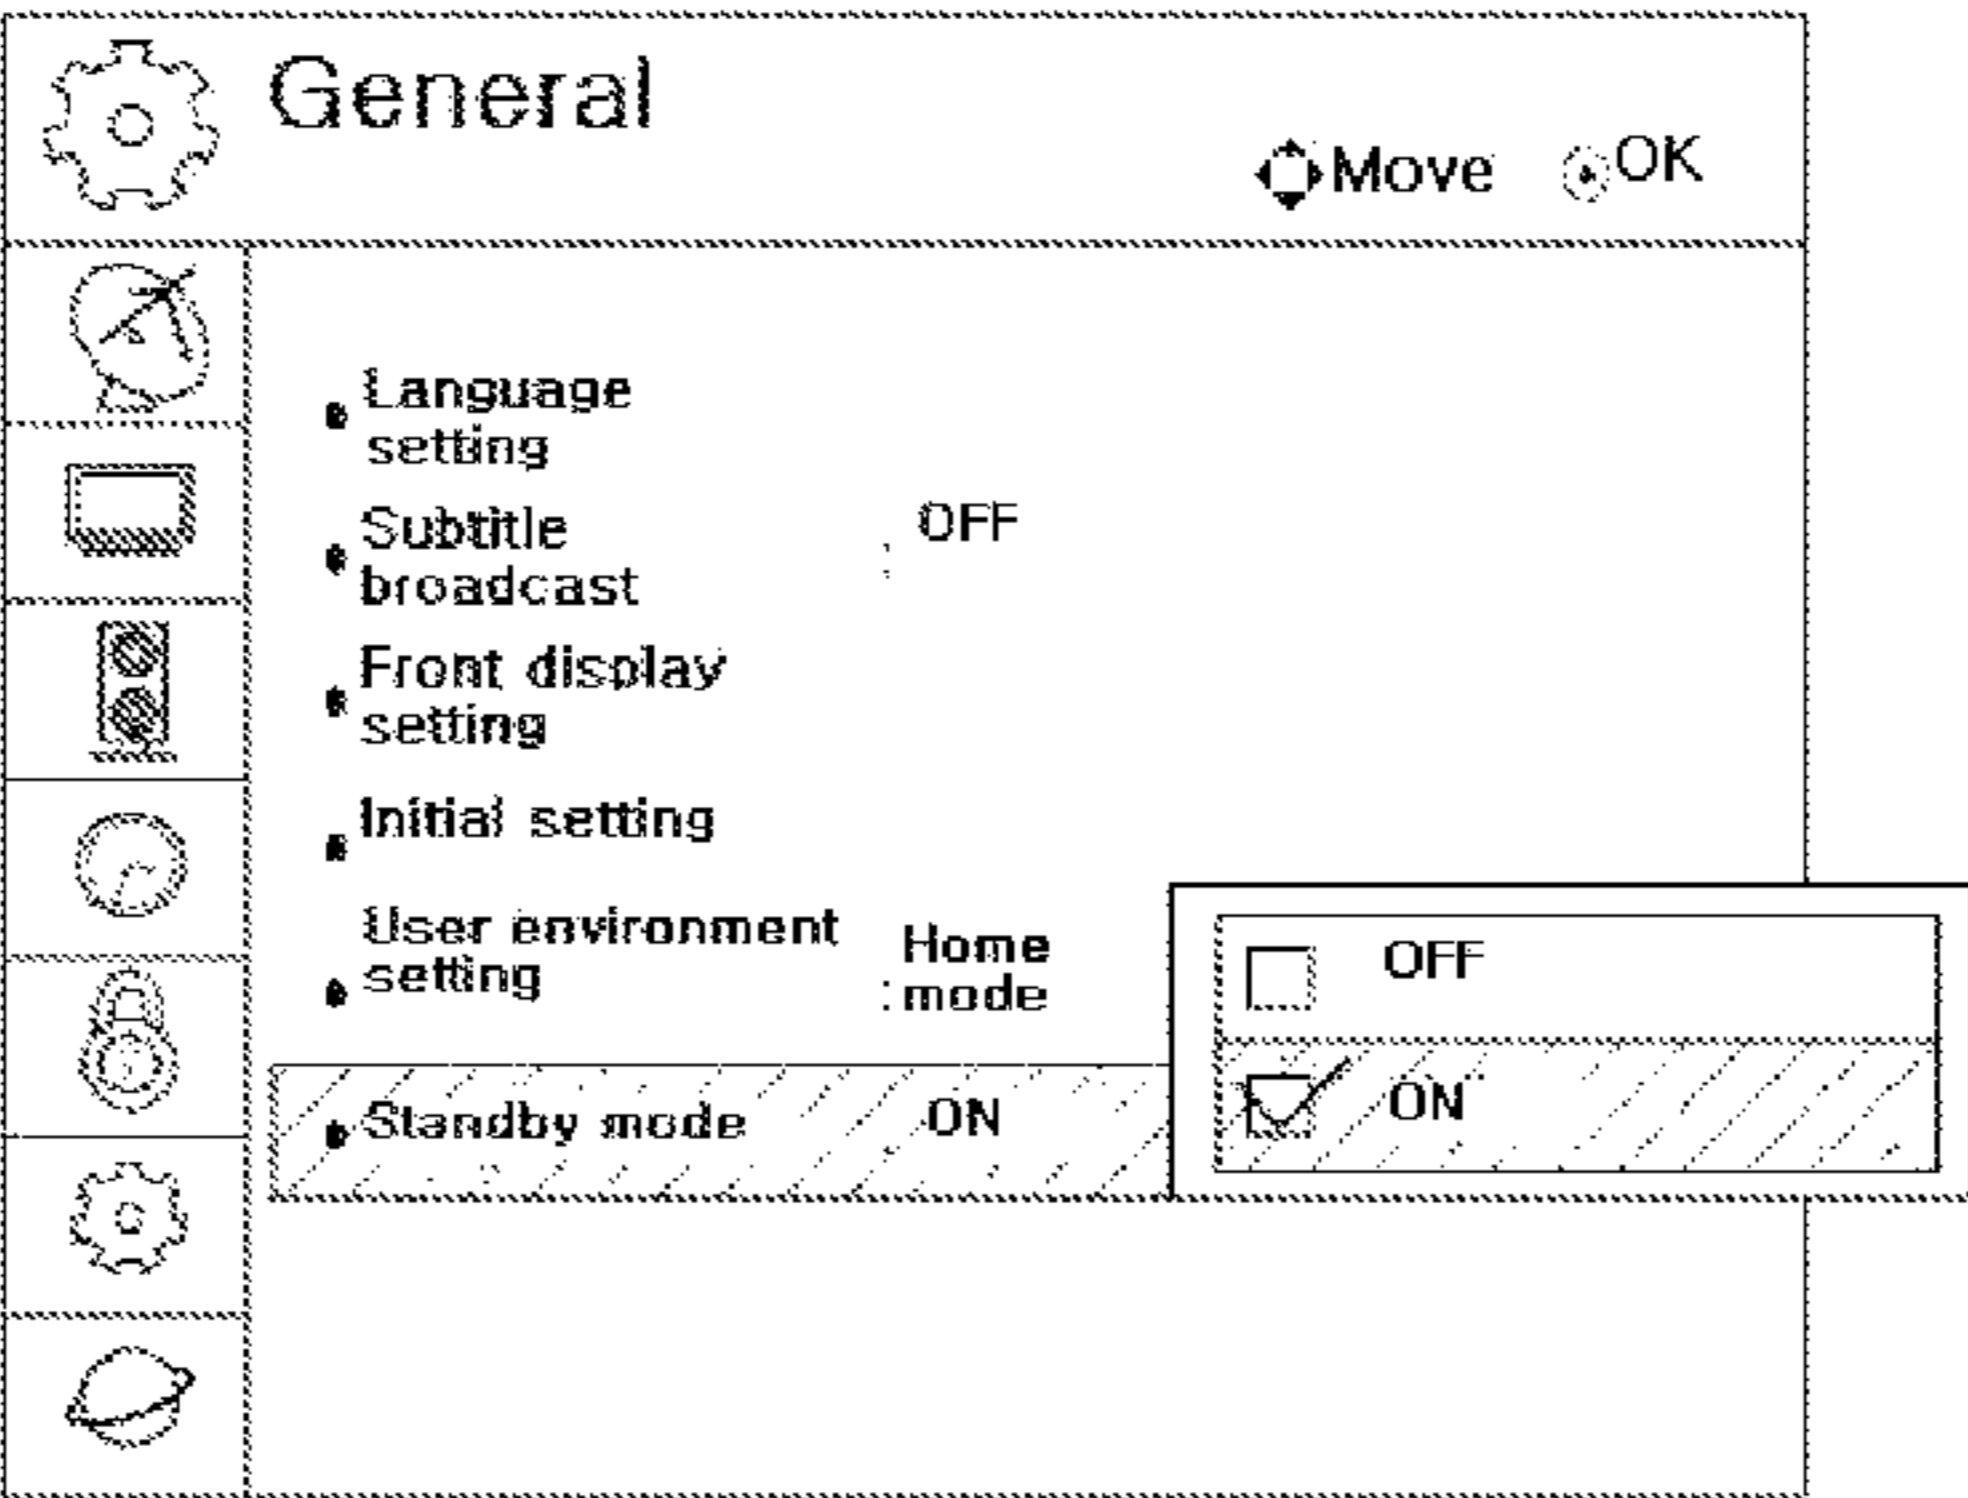 General
Move OK
Language
setting
Subtitle
broadcast : OFF
Front display
setting
Initial setting
User environment
setting : Home
mode
Standby mode ON
OFF
ON